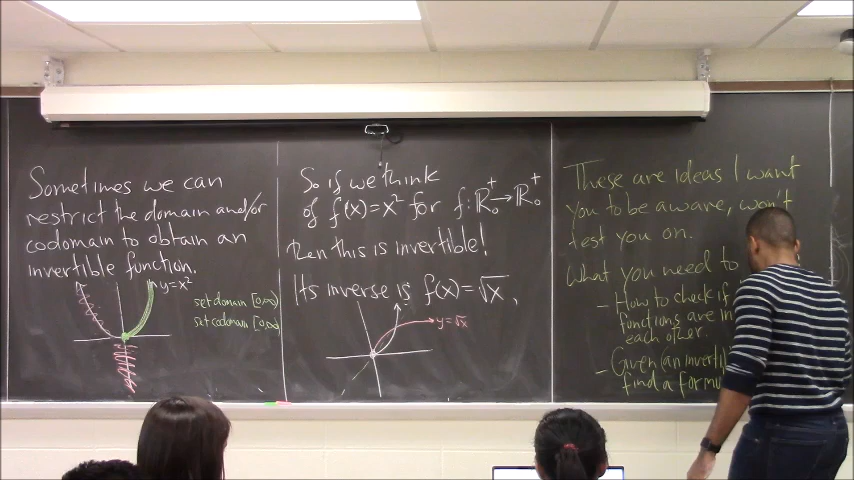 Sometimes we can
restrict the domain and/or
codomain to obtain an
invertible function.
y=x²
set domain [0,∞)
set codomain [0,∞)
So if we think
of f(x)=x² for f: ℝ₀⁺→ℝ₀⁺
then this is invertible!
Its inverse is f(x)=√x,
y=√x
These are ideas I want
you to be aware, won't
test you on.
What you need to
- How to check if
functions are in
each other.
- Given (an inverti
find a formu